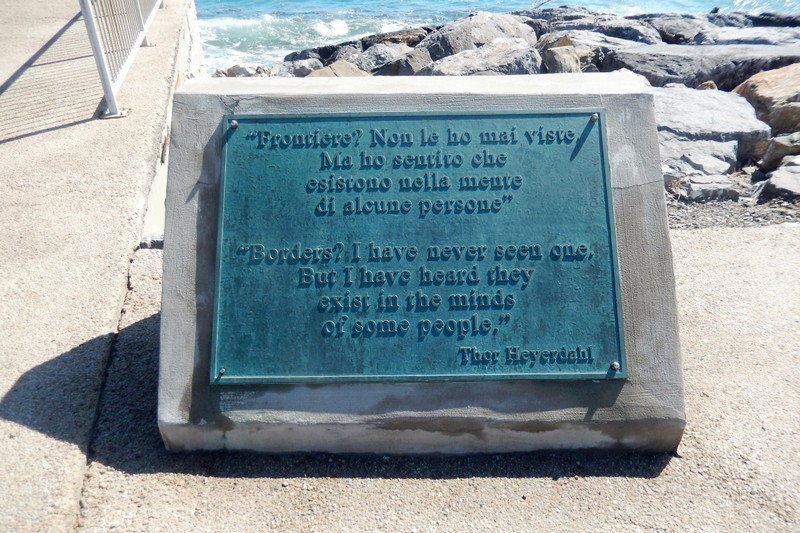 “Frontiere? Non le ho mai viste
Ma ho sentito che
esistono nella mente
di alcune persone”
“Borders? I have never seen one.
But I have heard they
exist in the minds
of some people.”
Thor Heyerdahl